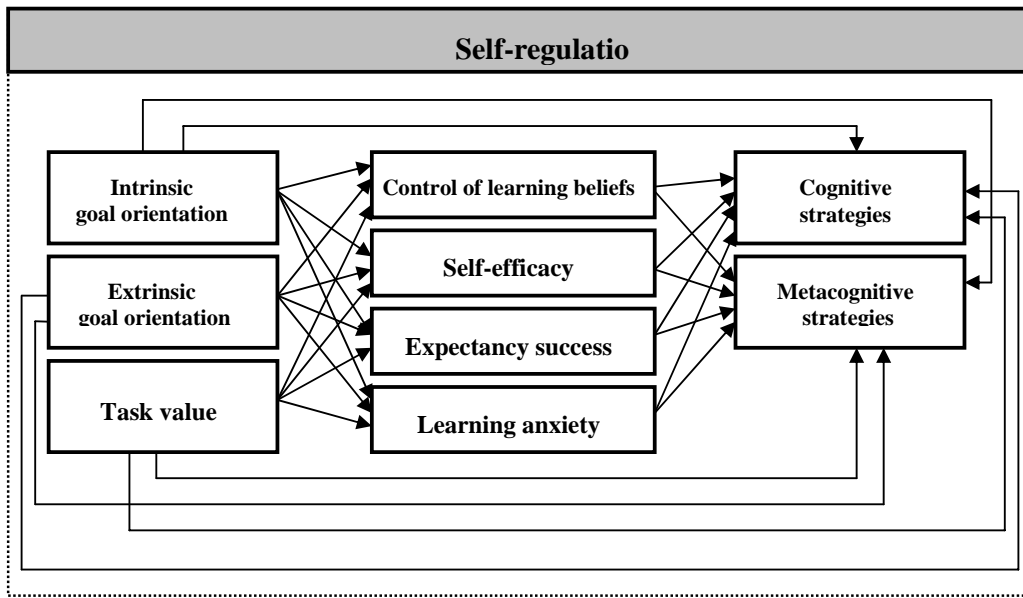 Self-regulatio
Intrinsic
goal orientation
Extrinsic
goal orientation
Task value
Control of learning beliefs
Self-efficacy
Expectancy success
Learning anxiety
Cognitive
strategies
Metacognitive
strategies